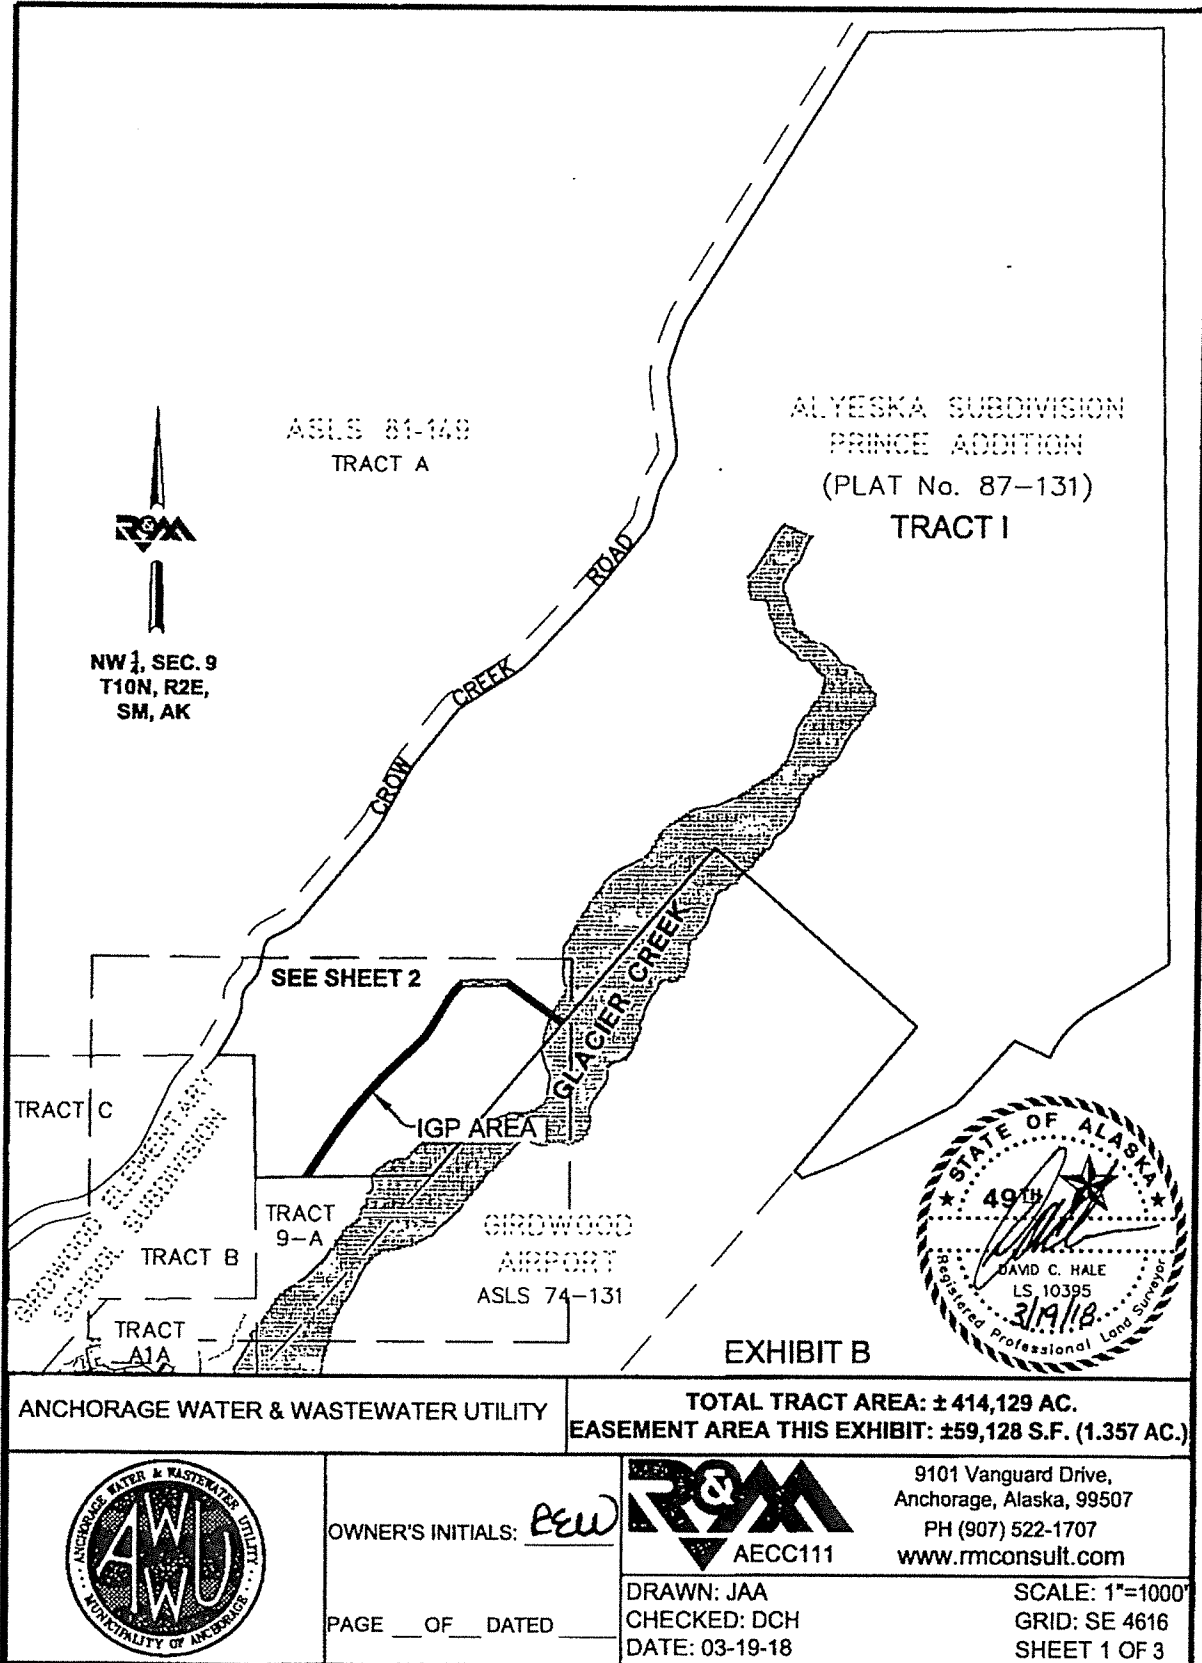 ASLS 81-149
TRACT A
ALYESKA SUBDIVISION
PRINCE ADDITION
(PLAT No. 87-131)
TRACT I
R&M
NW 1/4, SEC. 9
T10N, R2E,
SM, AK
CROW CREEK ROAD
SEE SHEET 2
GLACIER CREEK
IGP AREA
TRACT C
GIRDWOOD ELEMENTARY
SCHOOL SUBDIVISION
TRACT B
TRACT
9-A
TRACT
A1A
GIRDWOOD
AIRPORT
ASLS 74-131
STATE OF ALASKA
49TH
DAVID C. HALE
LS 10395
3/19/18
Registered Professional Land Surveyor
EXHIBIT B
ANCHORAGE WATER & WASTEWATER UTILITY
TOTAL TRACT AREA: ± 414,129 AC.
EASEMENT AREA THIS EXHIBIT: ±59,128 S.F. (1.357 AC.)
ANCHORAGE WATER & WASTEWATER UTILITY
AWWU
MUNICIPALITY OF ANCHORAGE
OWNER'S INITIALS: REW
PAGE __ OF __ DATED ____
R&M
AECC111
9101 Vanguard Drive,
Anchorage, Alaska, 99507
PH (907) 522-1707
www.rmconsult.com
DRAWN: JAA
CHECKED: DCH
DATE: 03-19-18
SCALE: 1"=1000'
GRID: SE 4616
SHEET 1 OF 3